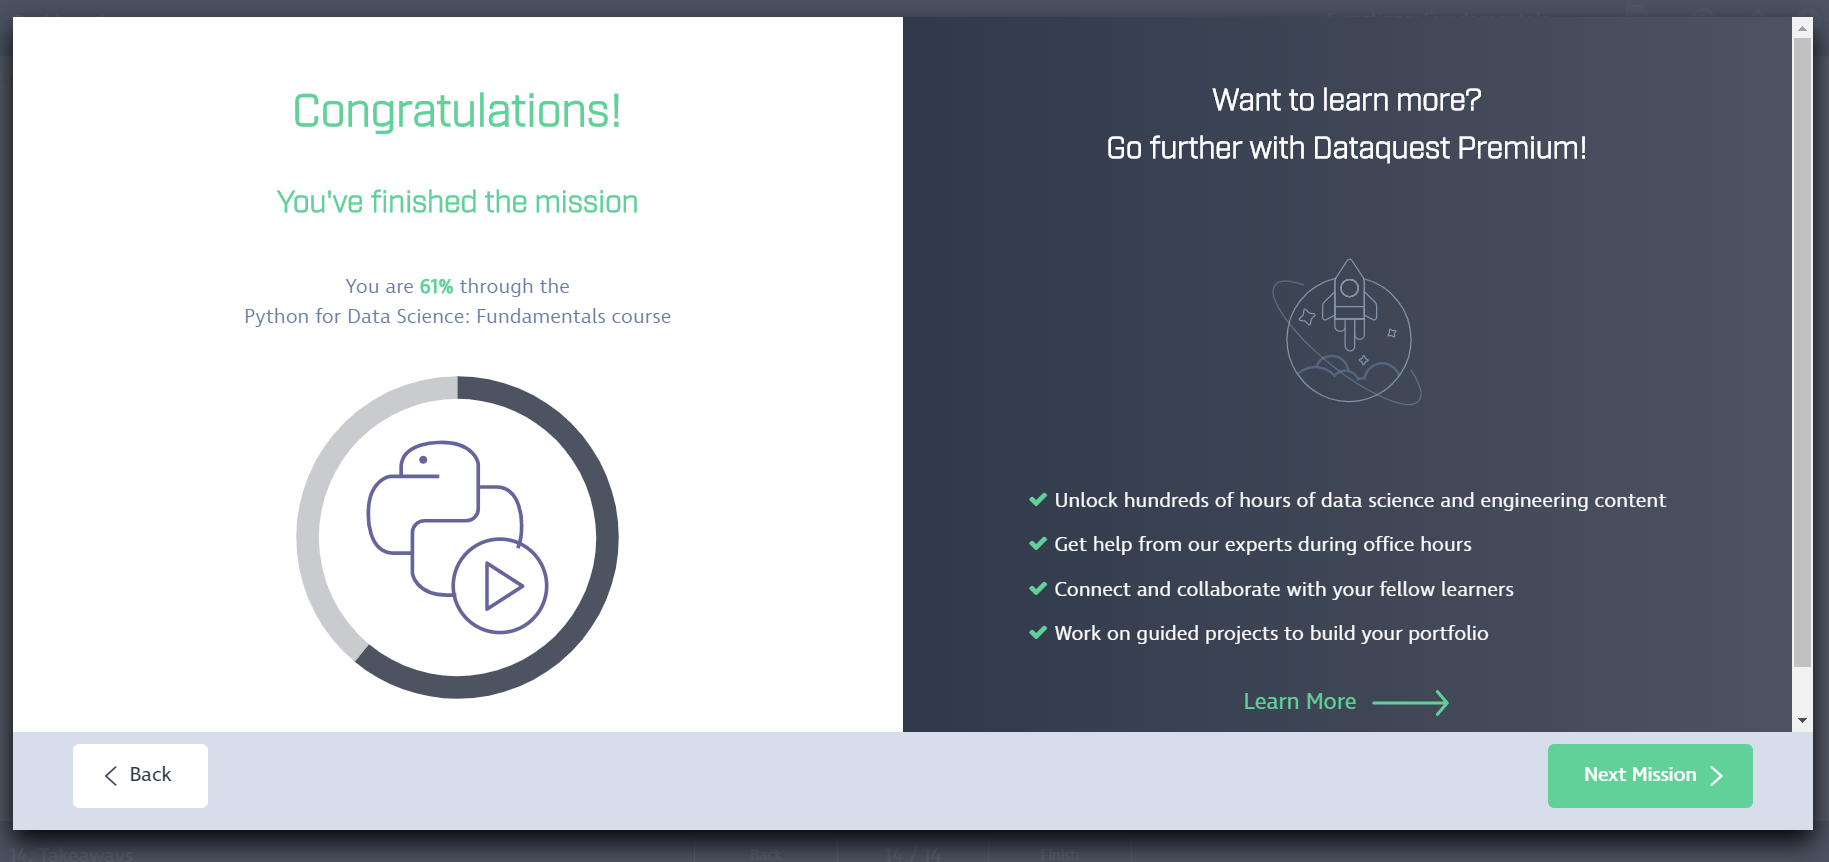 Congratulations!
You've finished the mission
You are 61% through the
Python for Data Science: Fundamentals course
Want to learn more?
Go further with Dataquest Premium!
Unlock hundreds of hours of data science and engineering content
Get help from our experts during office hours
Connect and collaborate with your fellow learners
Work on guided projects to build your portfolio
Learn More
Back
Next Mission
14. Takeaways
Back
14 / 14
Finish